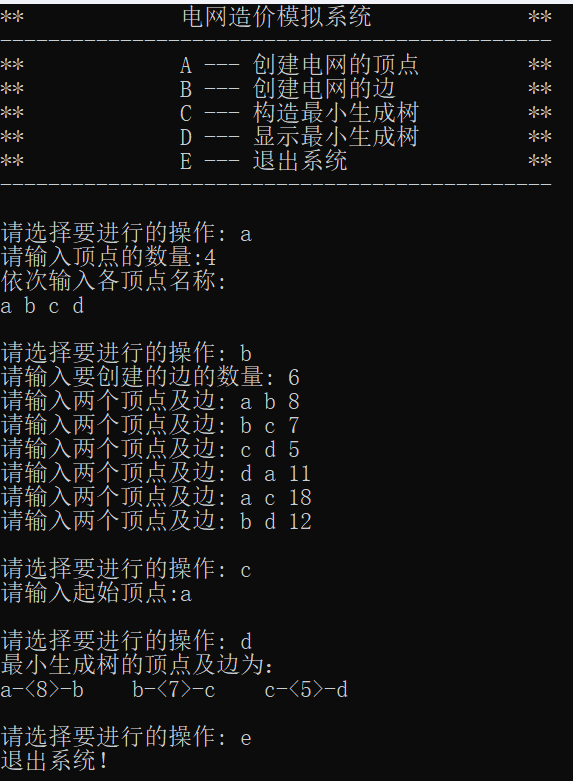 **             电网造价模拟系统             **
----------------------------------------------
**             A --- 创建电网的顶点         **
**             B --- 创建电网的边           **
**             C --- 构造最小生成树         **
**             D --- 显示最小生成树         **
**             E --- 退出系统               **
----------------------------------------------
请选择要进行的操作: a
请输入顶点的数量:4
依次输入各顶点名称:
a b c d
请选择要进行的操作: b
请输入要创建的边的数量: 6
请输入两个顶点及边: a b 8
请输入两个顶点及边: b c 7
请输入两个顶点及边: c d 5
请输入两个顶点及边: d a 11
请输入两个顶点及边: a c 18
请输入两个顶点及边: b d 12
请选择要进行的操作: c
请输入起始顶点:a
请选择要进行的操作: d
最小生成树的顶点及边为:
a-<8>-b    b-<7>-c    c-<5>-d
请选择要进行的操作: e
退出系统!